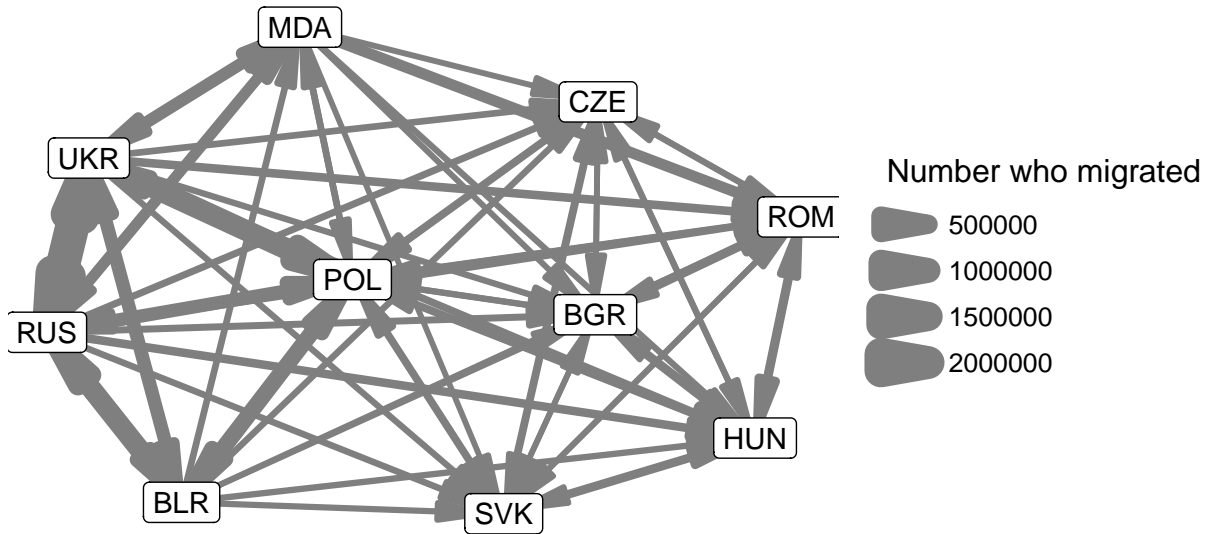 MDA
CZE
UKR
Number who migrated
ROM
500000
POL
1000000
BGR
1500000
RUS
2000000
HUN
BLR
SVK